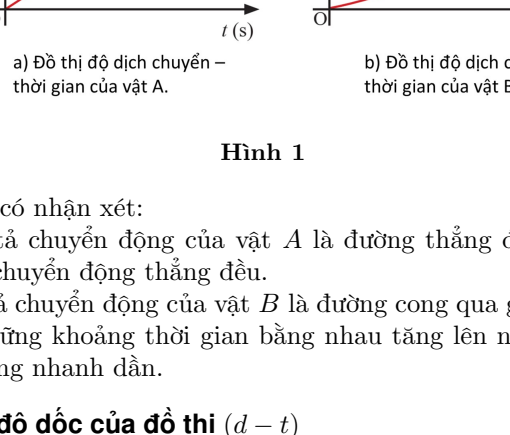 t (s)
O
a) Đồ thị độ dịch chuyển –
thời gian của vật A.
b) Đồ thị độ dịch
thời gian của vật
Hình 1
có nhận xét:
tả chuyển động của vật A là đường thẳng
chuyển động thẳng đều.
chuyển động của vật B là đường cong qua
những khoảng thời gian bằng nhau tăng lên
nhanh dần.
độ dốc của đồ thị (d – t)